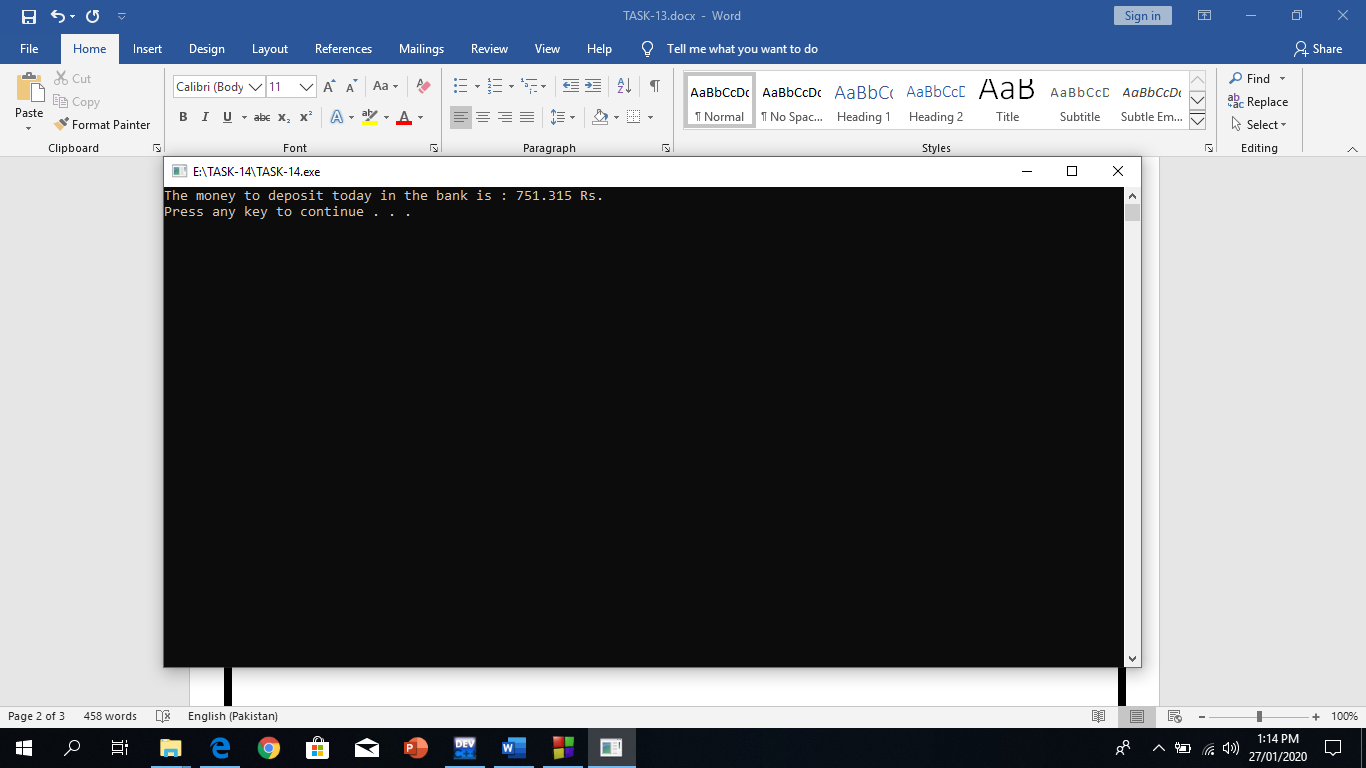 TASK-13.docx - Word
Sign in
File Home Insert Design Layout References Mailings Review View Help Tell me what you want to do Share
Paste
Cut
Copy
Format Painter
Clipboard
Calibri (Body 11
B I U abc x₂ x²
Font
Paragraph
AaBbCcDc AaBbCcDc AaBbCc AaBbCcD AaB AaBbCcD AaBbCcDc
¶ Normal ¶ No Spac... Heading 1 Heading 2 Title Subtitle Subtle Em...
Styles
Find
Replace
Select
Editing
E:\TASK-14\TASK-14.exe
The money to deposit today in the bank is : 751.315 Rs.
Press any key to continue . . .
Page 2 of 3 458 words English (Pakistan) 100%
1:14 PM
27/01/2020